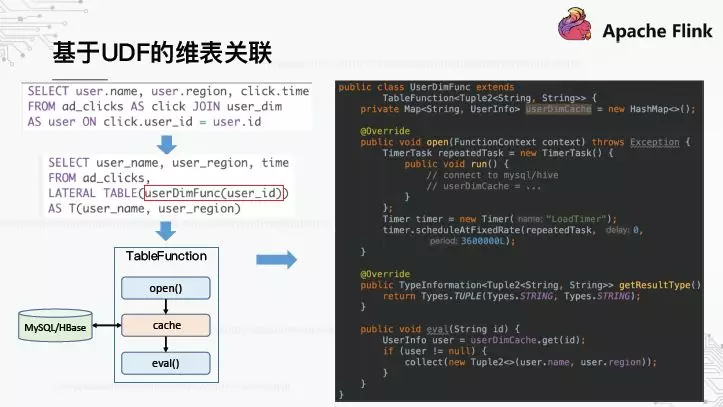 Apache Flink
基于UDF的维表关联
SELECT user.name, user.region, click.time
FROM ad_clicks AS click JOIN user_dim
AS user ON click.user_id = user.id
SELECT user_name, user_region, time
FROM ad_clicks,
LATERAL TABLE(userDimFunc(user_id))
AS T(user_name, user_region)
TableFunction
open()
MySQL/HBase
cache
eval()
public class UserDimFunc extends
TableFunction<Tuple2<String, String>> {
private Map<String, UserInfo> userDimCache = new HashMap<>();
@Override
public void open(FunctionContext context) throws Exception {
TimerTask repeatedTask = new TimerTask() {
public void run() {
// connect to mysql/hive
// userDimCache = ...
}
};
Timer timer = new Timer( name: "LoadTimer");
timer.scheduleAtFixedRate(repeatedTask, delay: 0,
period: 3600000L);
}
@Override
public TypeInformation<Tuple2<String, String>> getResultType() {
return Types.TUPLE(Types.STRING, Types.STRING);
}
public void eval(String id) {
UserInfo user = userDimCache.get(id);
if (user != null) {
collect(new Tuple2<>(user.name, user.region));
}
}
}